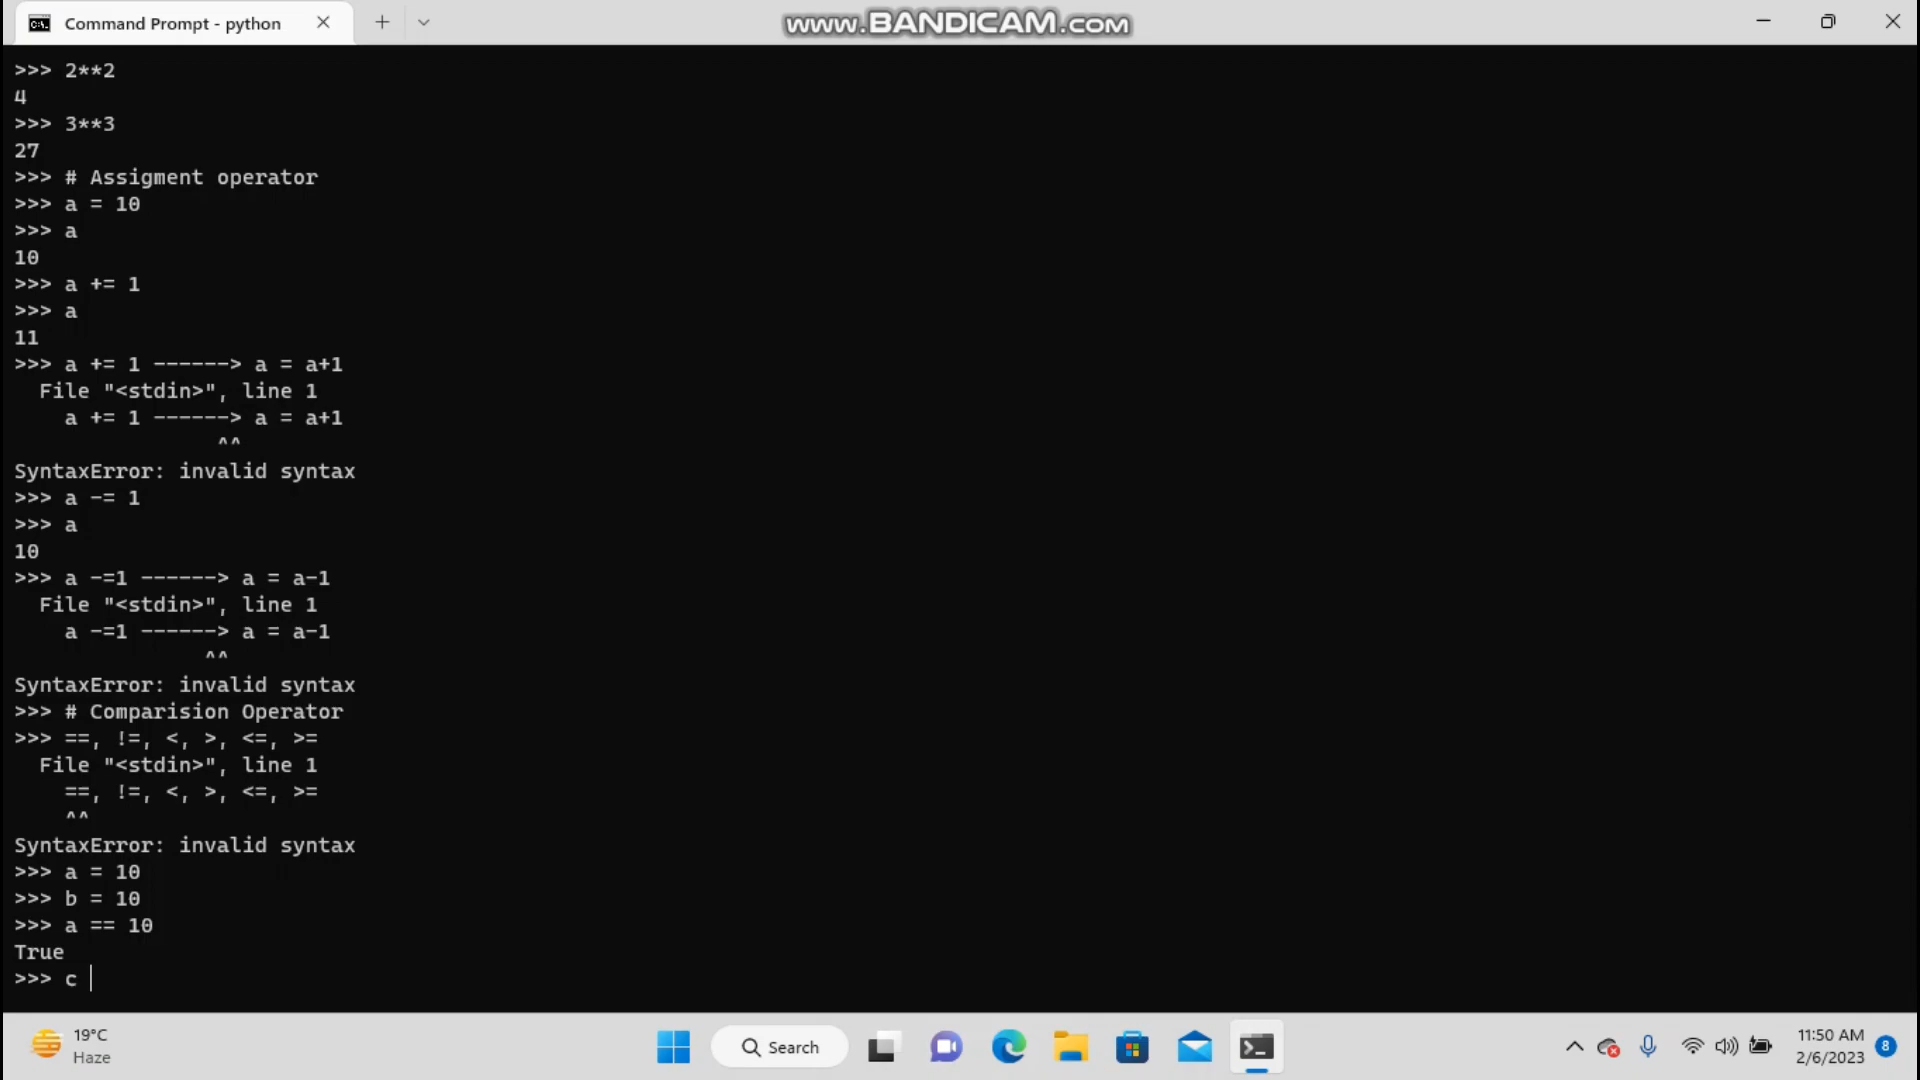 Command Prompt - python
www.BANDICAM.com
>>> 2**2
4
>>> 3**3
27
>>> # Assigment operator
>>> a = 10
>>> a
10
>>> a += 1
>>> a
11
>>> a += 1 ------> a = a+1
  File "<stdin>", line 1
    a += 1 ------> a = a+1
                ^^
SyntaxError: invalid syntax
>>> a -= 1
>>> a
10
>>> a -=1 ------> a = a-1
  File "<stdin>", line 1
    a -=1 ------> a = a-1
               ^^
SyntaxError: invalid syntax
>>> # Comparision Operator
>>> ==, !=, <, >, <=, >=
  File "<stdin>", line 1
    ==, !=, <, >, <=, >=
    ^^
SyntaxError: invalid syntax
>>> a = 10
>>> b = 10
>>> a == 10
True
>>> c
19°C
Haze
Search
11:50 AM
2/6/2023
8